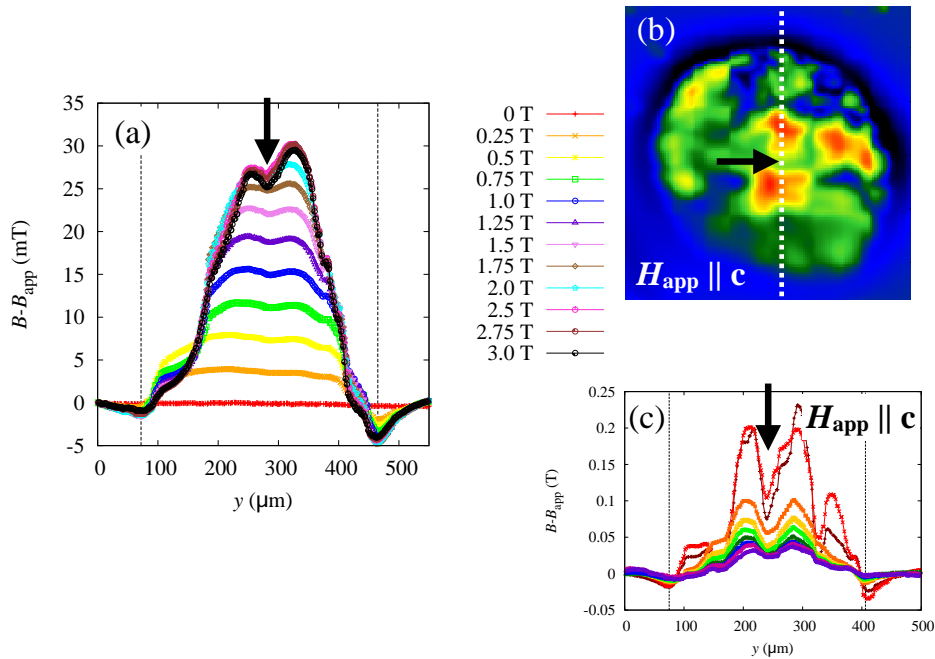 (a)
35
30
25
20
15
10
5
0
-5
B-Bapp (mT)
0 100 200 300 400 500
y (μm)
0 T
0.25 T
0.5 T
0.75 T
1.0 T
1.25 T
1.5 T
1.75 T
2.0 T
2.5 T
2.75 T
3.0 T
(b)
Happ || c
(c)
Happ || c
0.25
0.2
0.15
0.1
0.05
0
-0.05
B-Bapp (T)
0 100 200 300 400 500
y (μm)